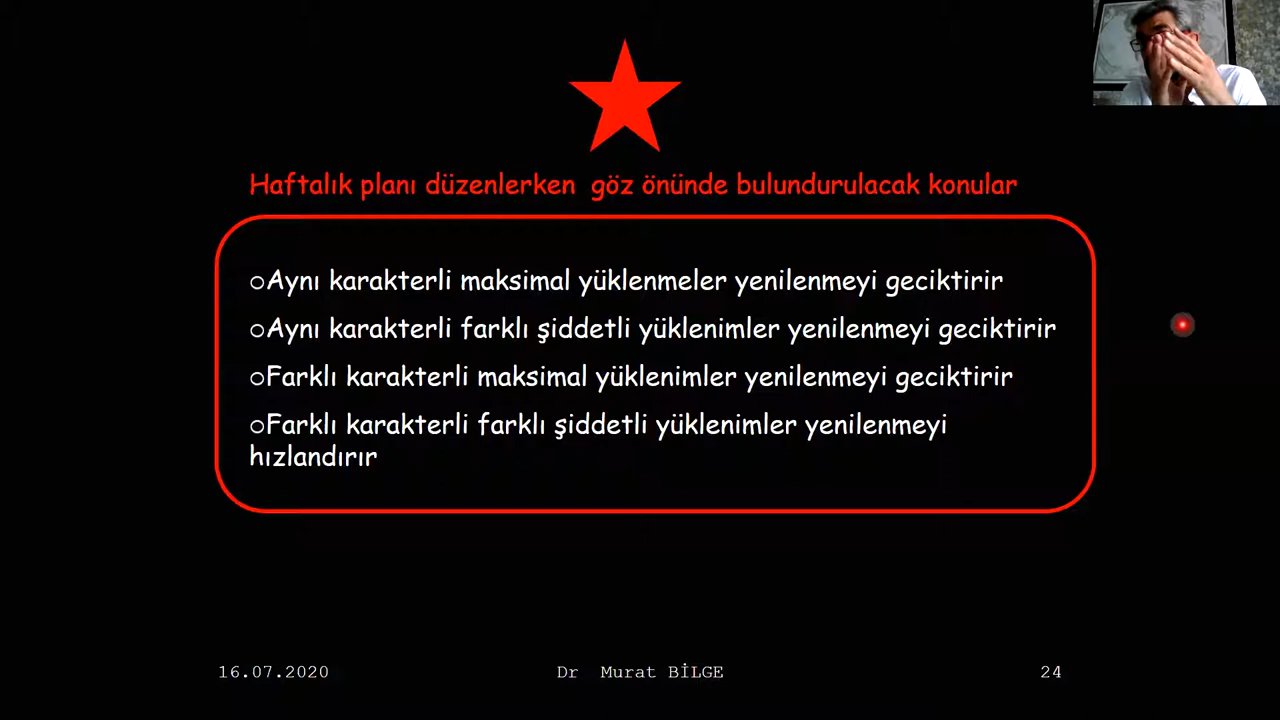 Haftalık planı düzenlerken göz önünde bulundurulacak konular
○Aynı karakterli maksimal yüklenmeler yenilenmeyi geciktirir
○Aynı karakterli farklı şiddetli yüklenimler yenilenmeyi geciktirir
○Farklı karakterli maksimal yüklenimler yenilenmeyi geciktirir
○Farklı karakterli farklı şiddetli yüklenimler yenilenmeyi
hızlandırır
16.07.2020 Dr Murat BİLGE 24